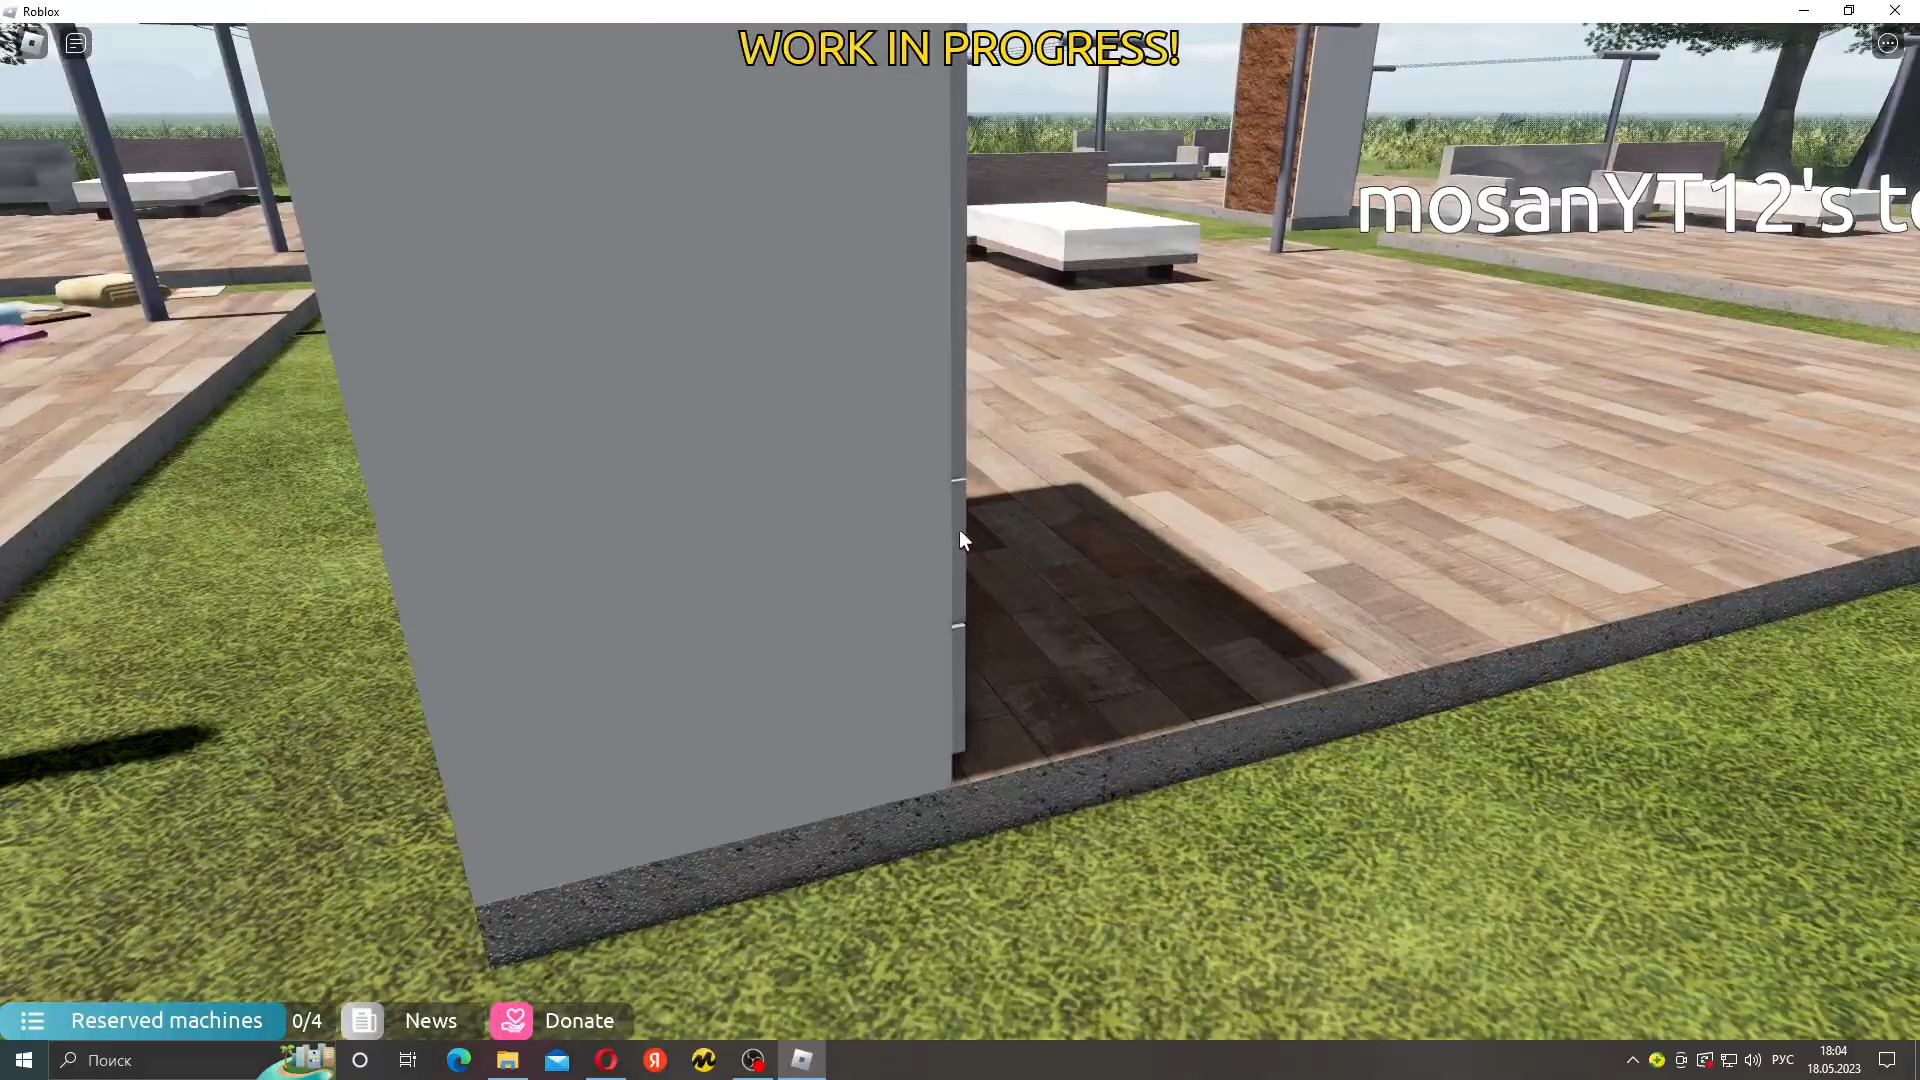 Roblox
WORK IN PROGRESS!
mosanYT12's
Reserved machines 0/4 News Donate
Поиск
РУС
18:04
18.05.2023